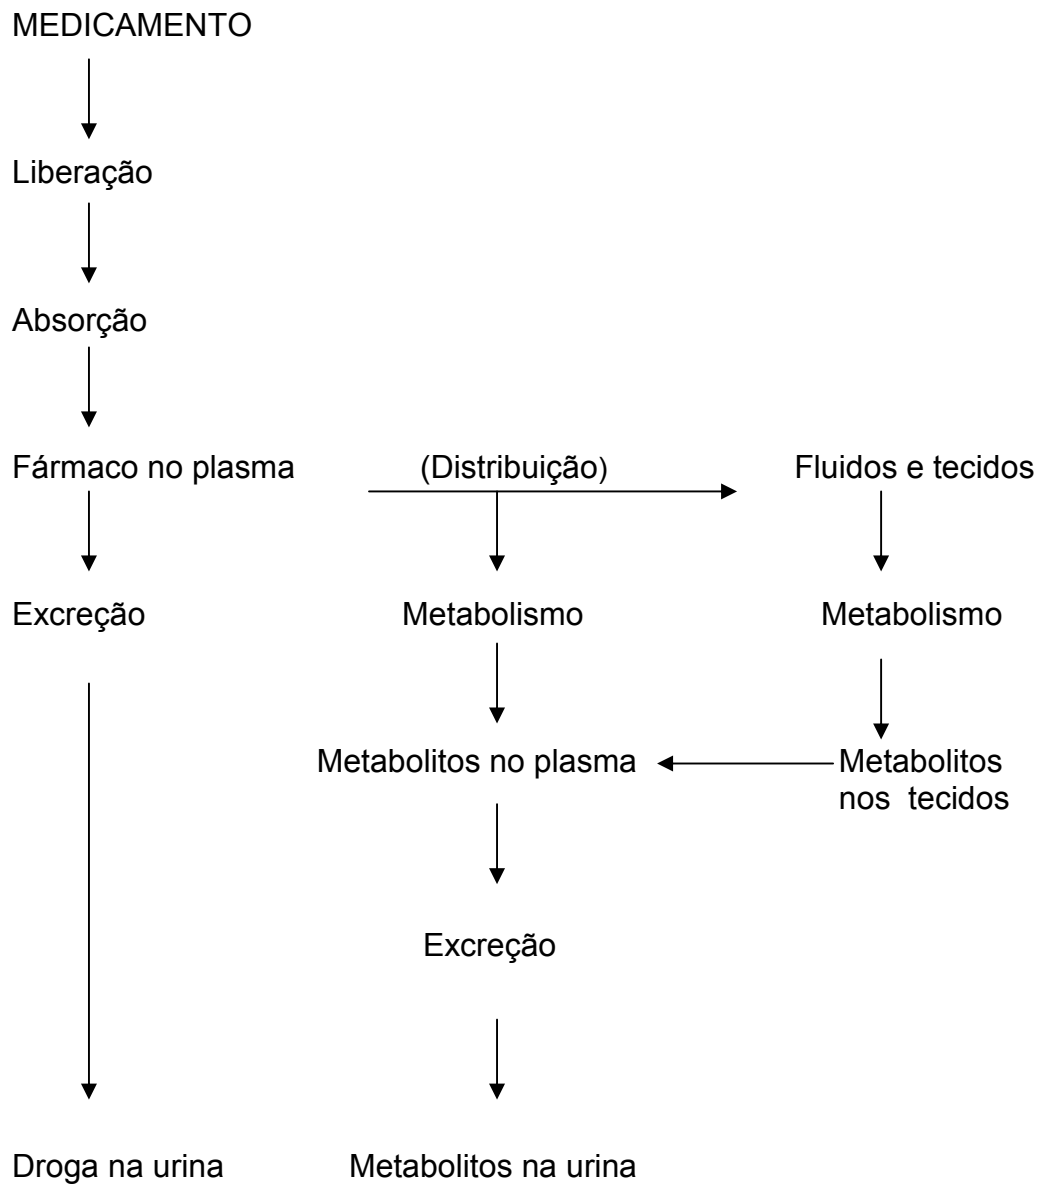 MEDICAMENTO
Liberação
Absorção
Fármaco no plasma (Distribuição) Fluidos e tecidos
Excreção Metabolismo Metabolismo
Metabolitos no plasma Metabolitos
nos tecidos
Excreção
Droga na urina Metabolitos na urina